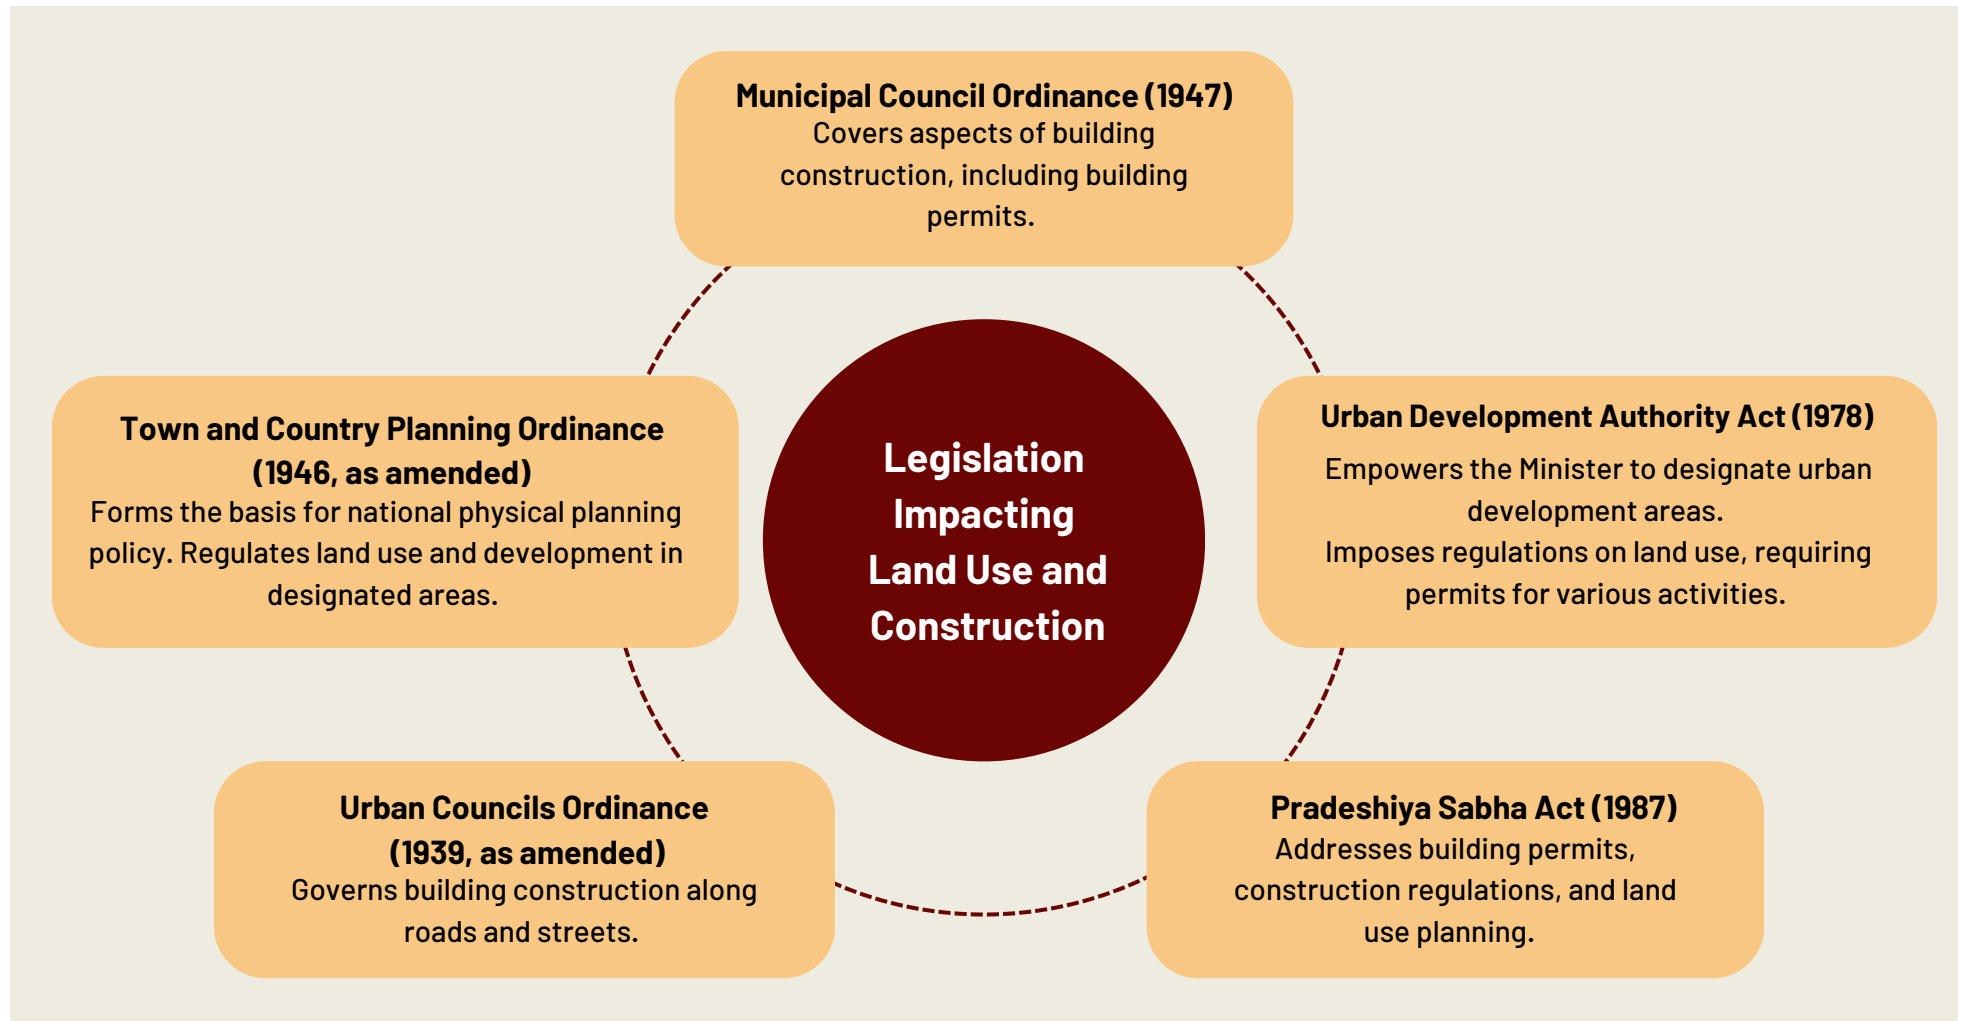 Municipal Council Ordinance (1947)
Covers aspects of building
construction, including building
permits.
Town and Country Planning Ordinance
(1946, as amended)
Forms the basis for national physical planning
policy. Regulates land use and development in
designated areas.
Legislation
Impacting
Land Use and
Construction
Urban Development Authority Act (1978)
Empowers the Minister to designate urban
development areas.
Imposes regulations on land use, requiring
permits for various activities.
Urban Councils Ordinance
(1939, as amended)
Governs building construction along
roads and streets.
Pradeshiya Sabha Act (1987)
Addresses building permits,
construction regulations, and land
use planning.